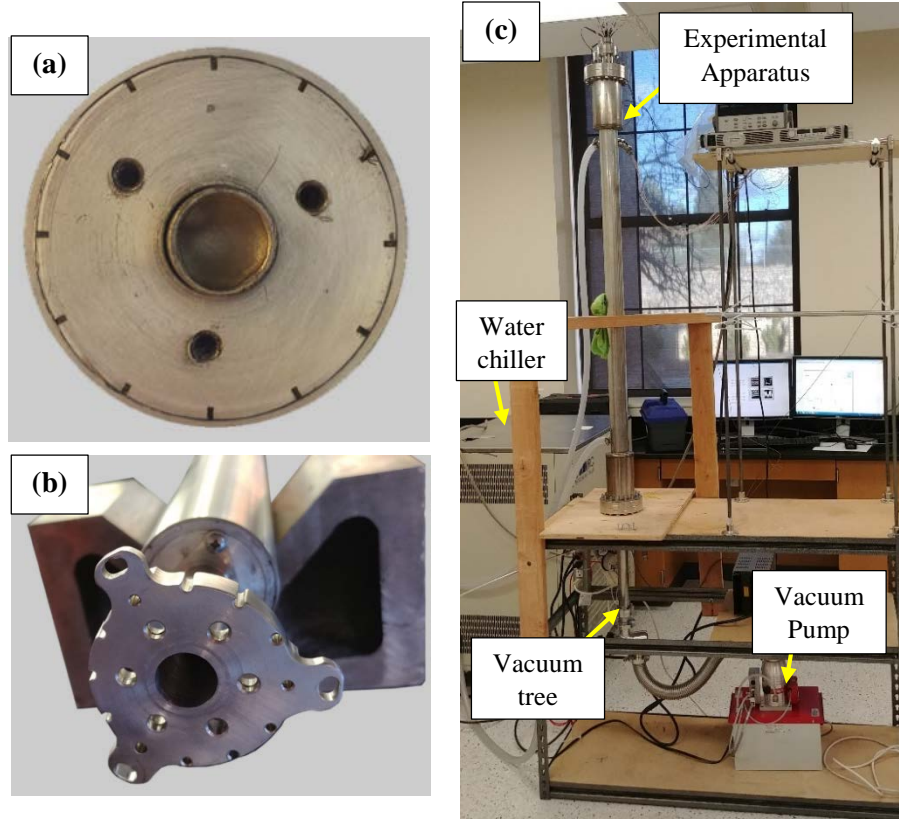 (a)
(b)
(c)
Experimental
Apparatus
Water
chiller
Vacuum
tree
Vacuum
Pump